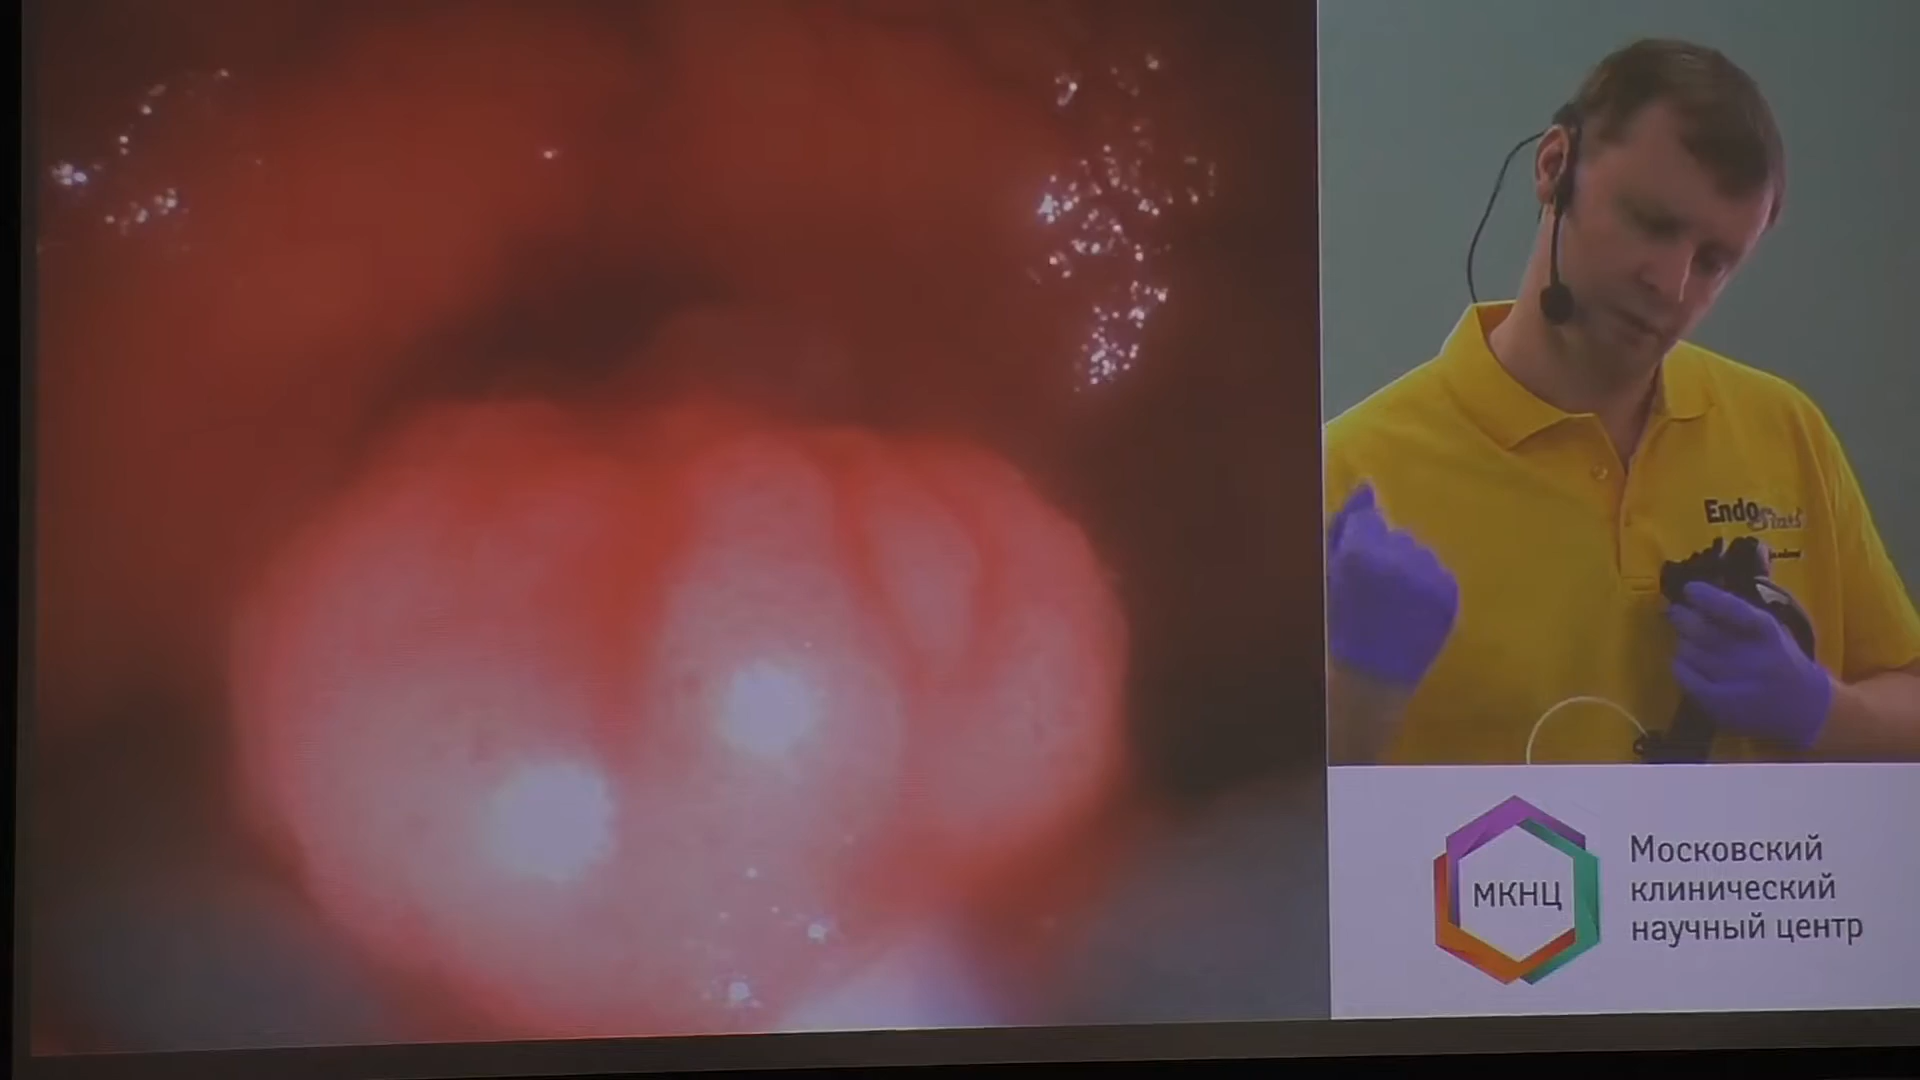 Endo
МКНЦ
Московский
клинический
научный центр